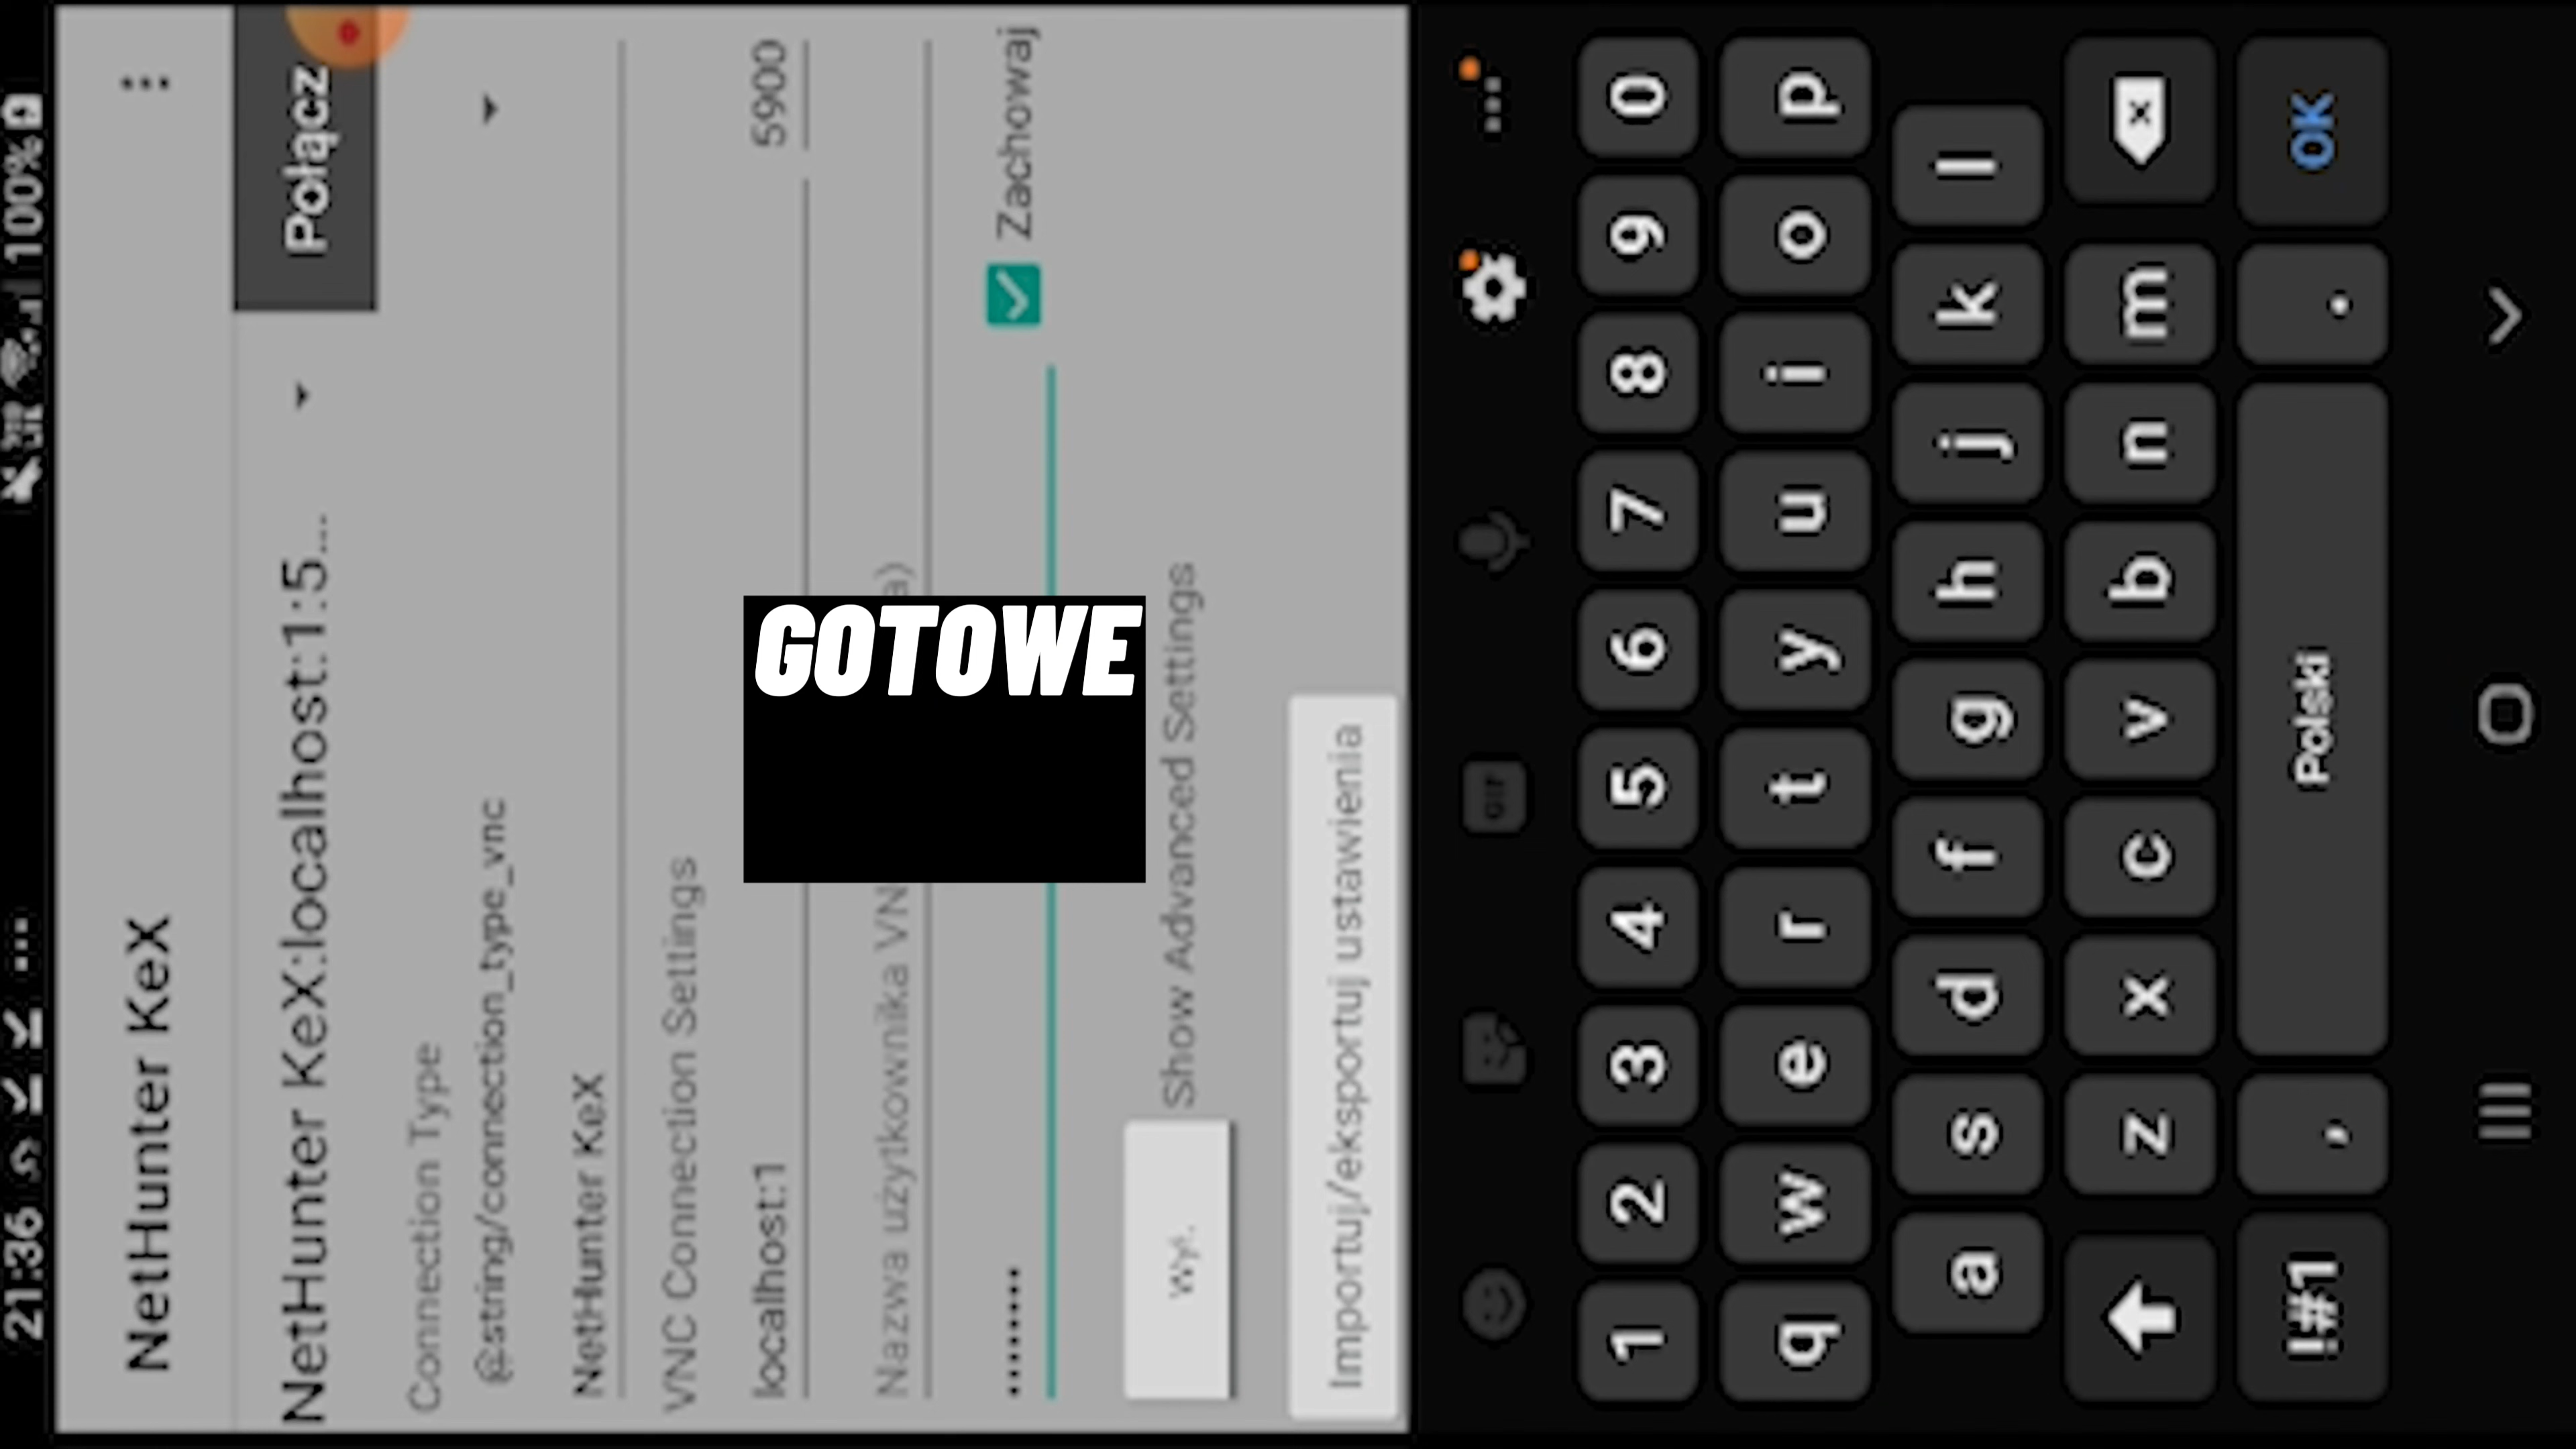 21:36
100%
NetHunter KeX
NetHunter KeX:localhost:1:5...
Połącz
Connection Type
@string/connection_type_vnc
NetHunter KeX
VNC Connection Settings
localhost:1
5900
Nazwa użytkownika VN
a)
Zachowaj
GOTOWE
wył.
Show Advanced Settings
Importuj/eksportuj ustawienia
GIF
1 2 3 4 5 6 7 8 9 0
q w e r t y u i o p
a s d f g h j k l
z x c v b n m
!#1 , Polski . OK